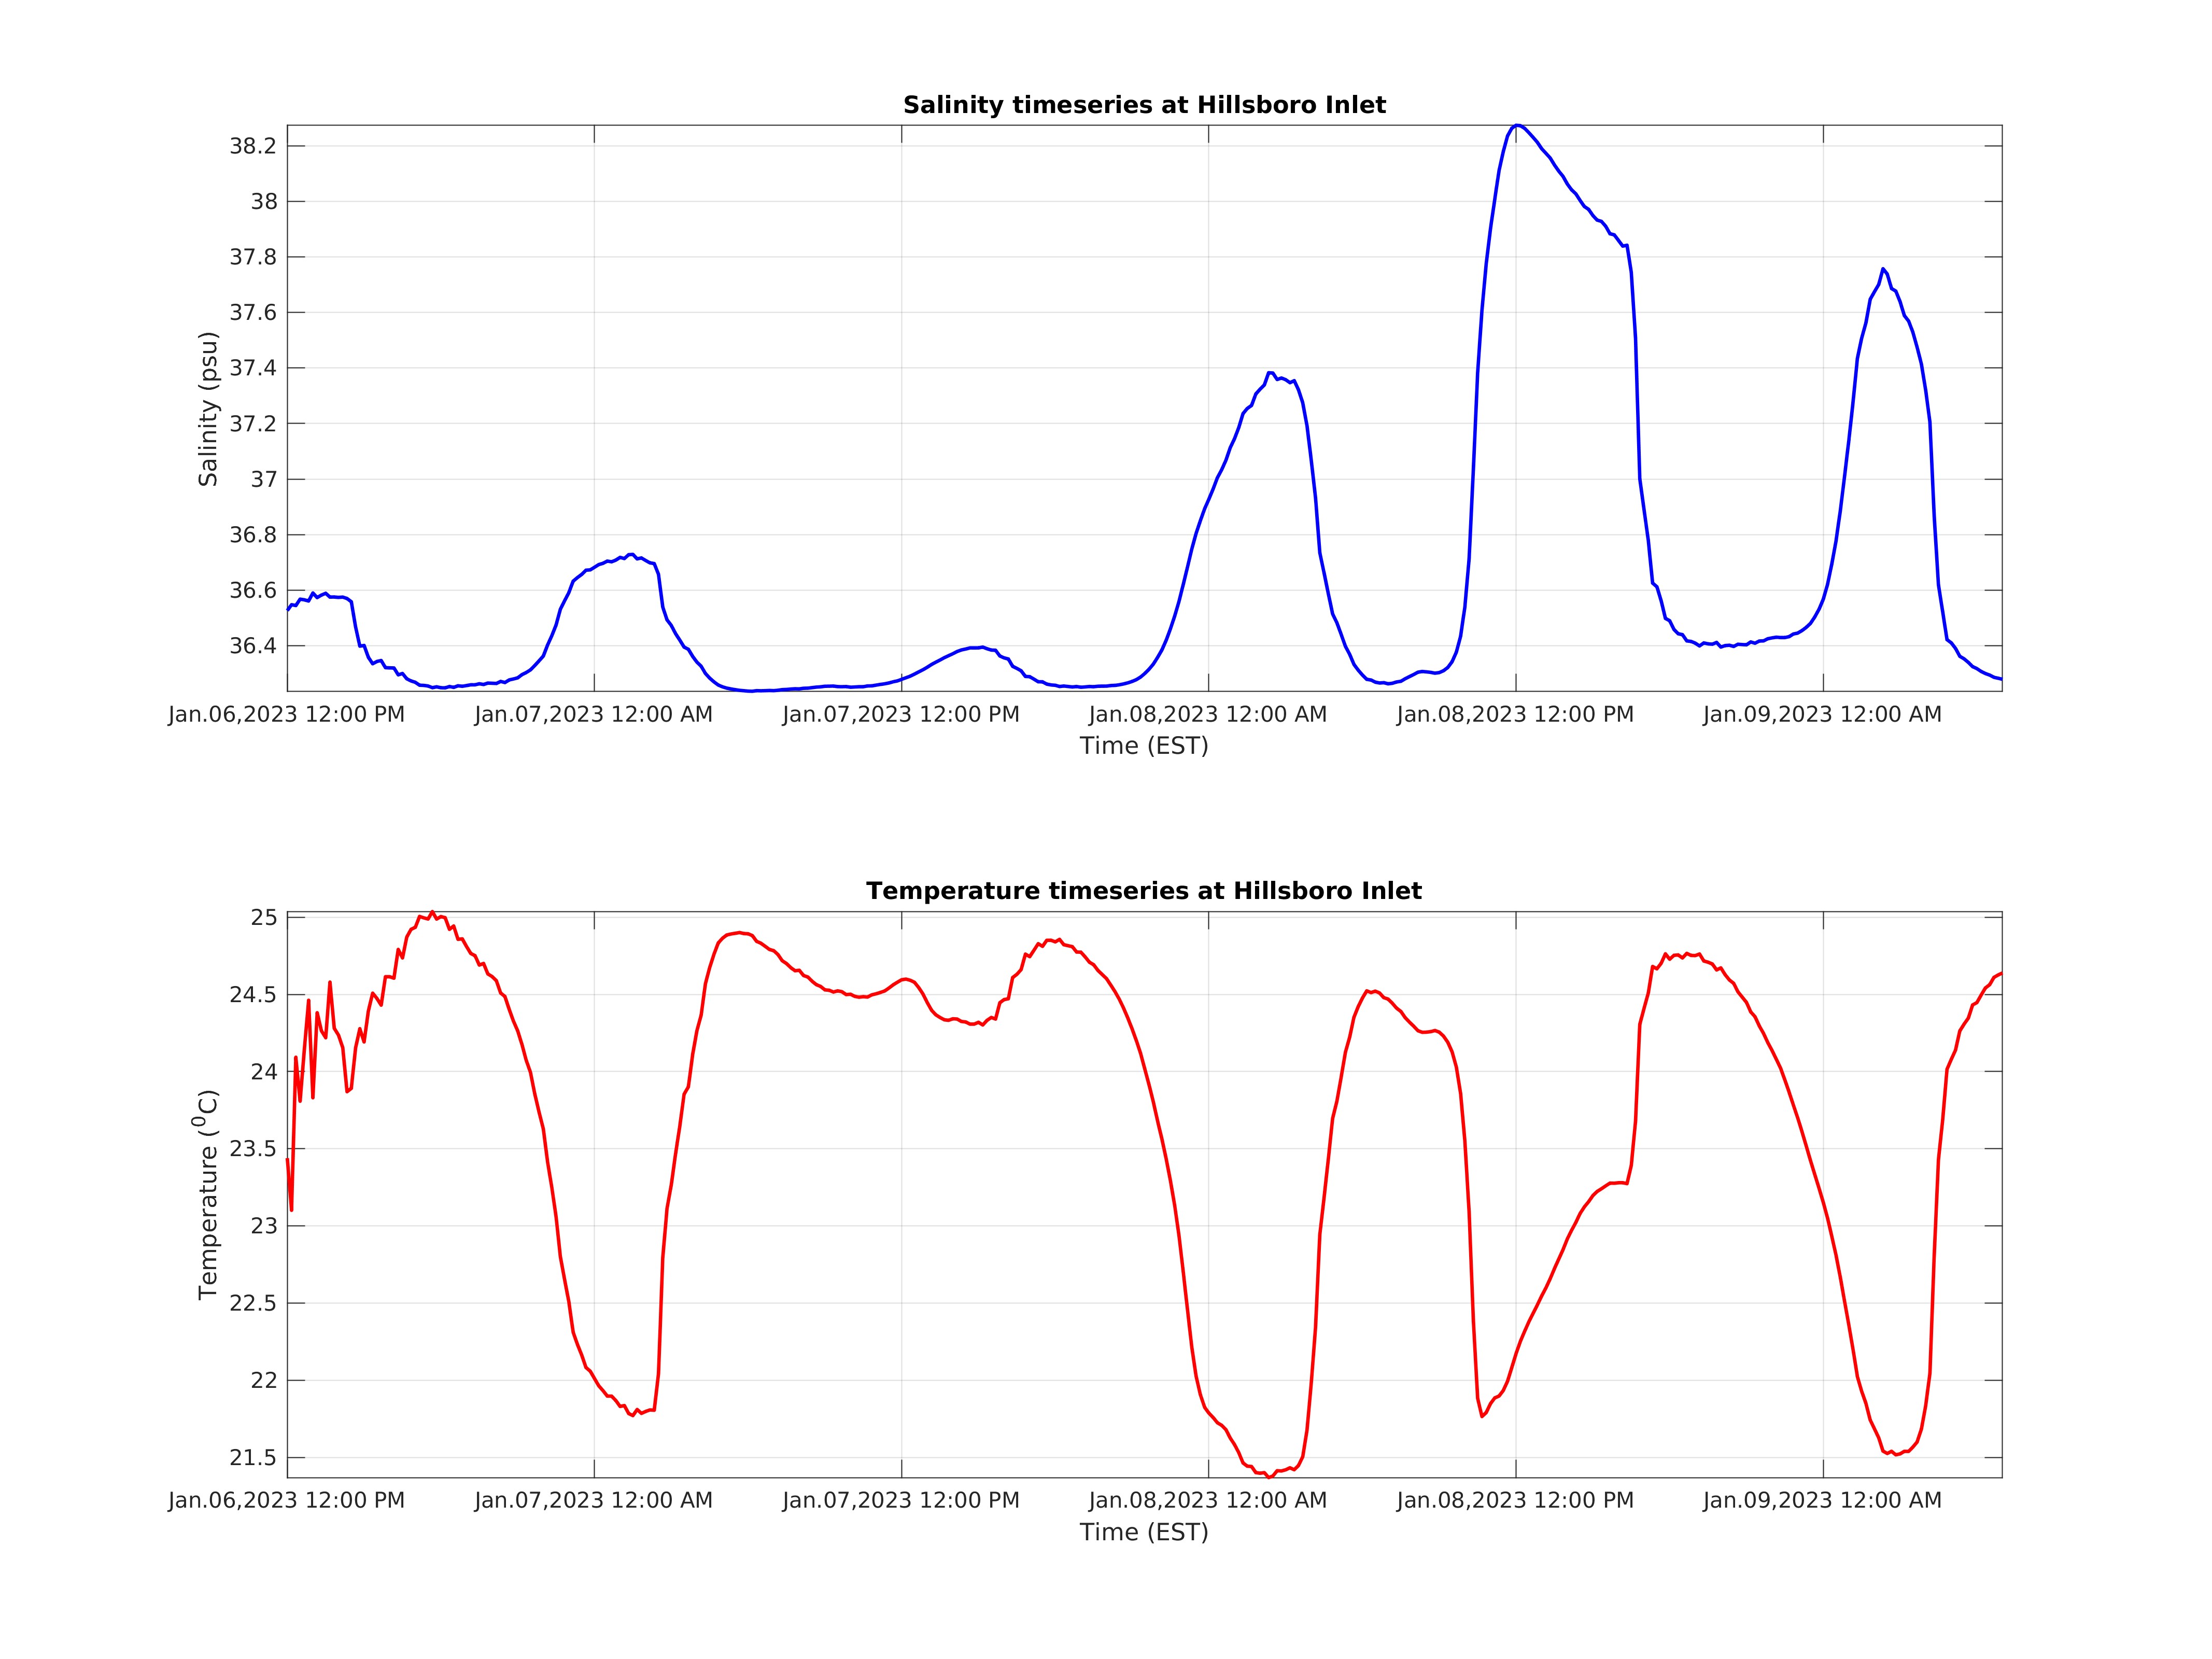 Salinity timeseries at Hillsboro Inlet
38.2
38
37.8
37.6
37.4
37.2
37
36.8
36.6
36.4
Salinity (psu)
Jan.06,2023 12:00 PM Jan.07,2023 12:00 AM Jan.07,2023 12:00 PM Jan.08,2023 12:00 AM Jan.08,2023 12:00 PM Jan.09,2023 12:00 AM
Time (EST)
Temperature timeseries at Hillsboro Inlet
25
24.5
24
23.5
23
22.5
22
21.5
Temperature (⁰C)
Jan.06,2023 12:00 PM Jan.07,2023 12:00 AM Jan.07,2023 12:00 PM Jan.08,2023 12:00 AM Jan.08,2023 12:00 PM Jan.09,2023 12:00 AM
Time (EST)